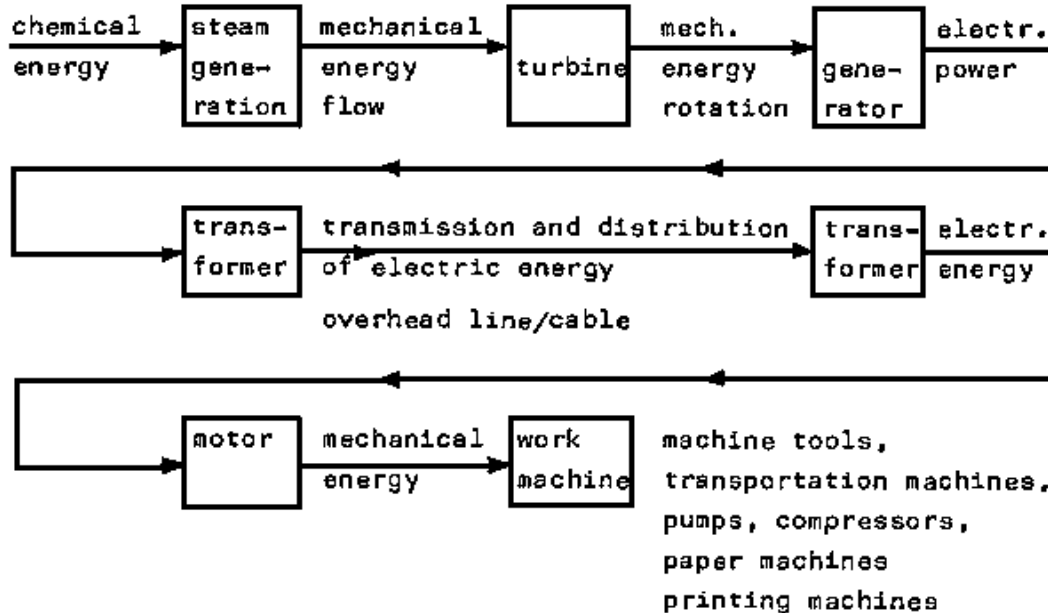 chemical
energy
steam
gene-
ration
mechanical
energy
flow
turbine
mech.
energy
rotation
gene-
rator
electr.
power
trans-
former
transmission and distribution
of electric energy
overhead line/cable
trans-
former
electr.
energy
motor
mechanical
energy
work
machine
machine tools,
transportation machines,
pumps, compressors,
paper machines
printing machines